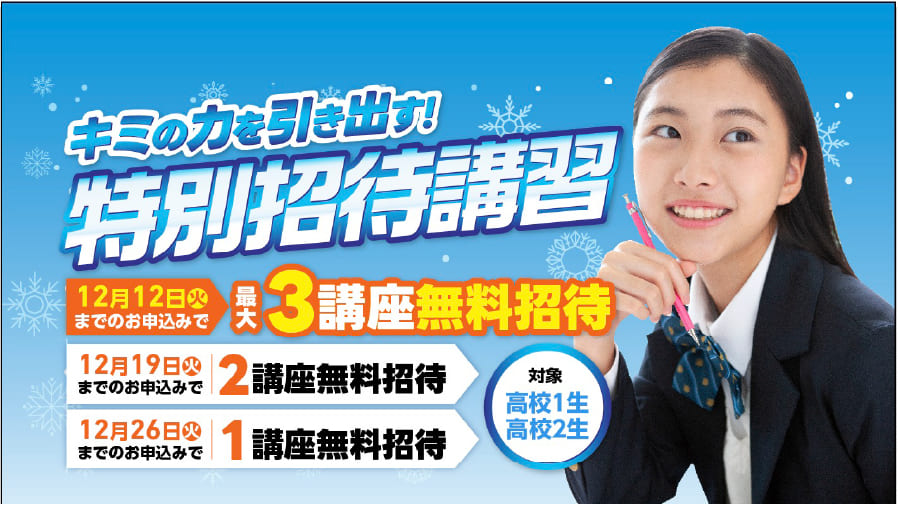 キミの力を引き出す!
特別招待講習
12月12日火
までのお申込みで
最大
3講座無料招待
12月19日火
までのお申込みで
2講座無料招待
12月26日火
までのお申込みで
1講座無料招待
対象
高校1生
高校2生